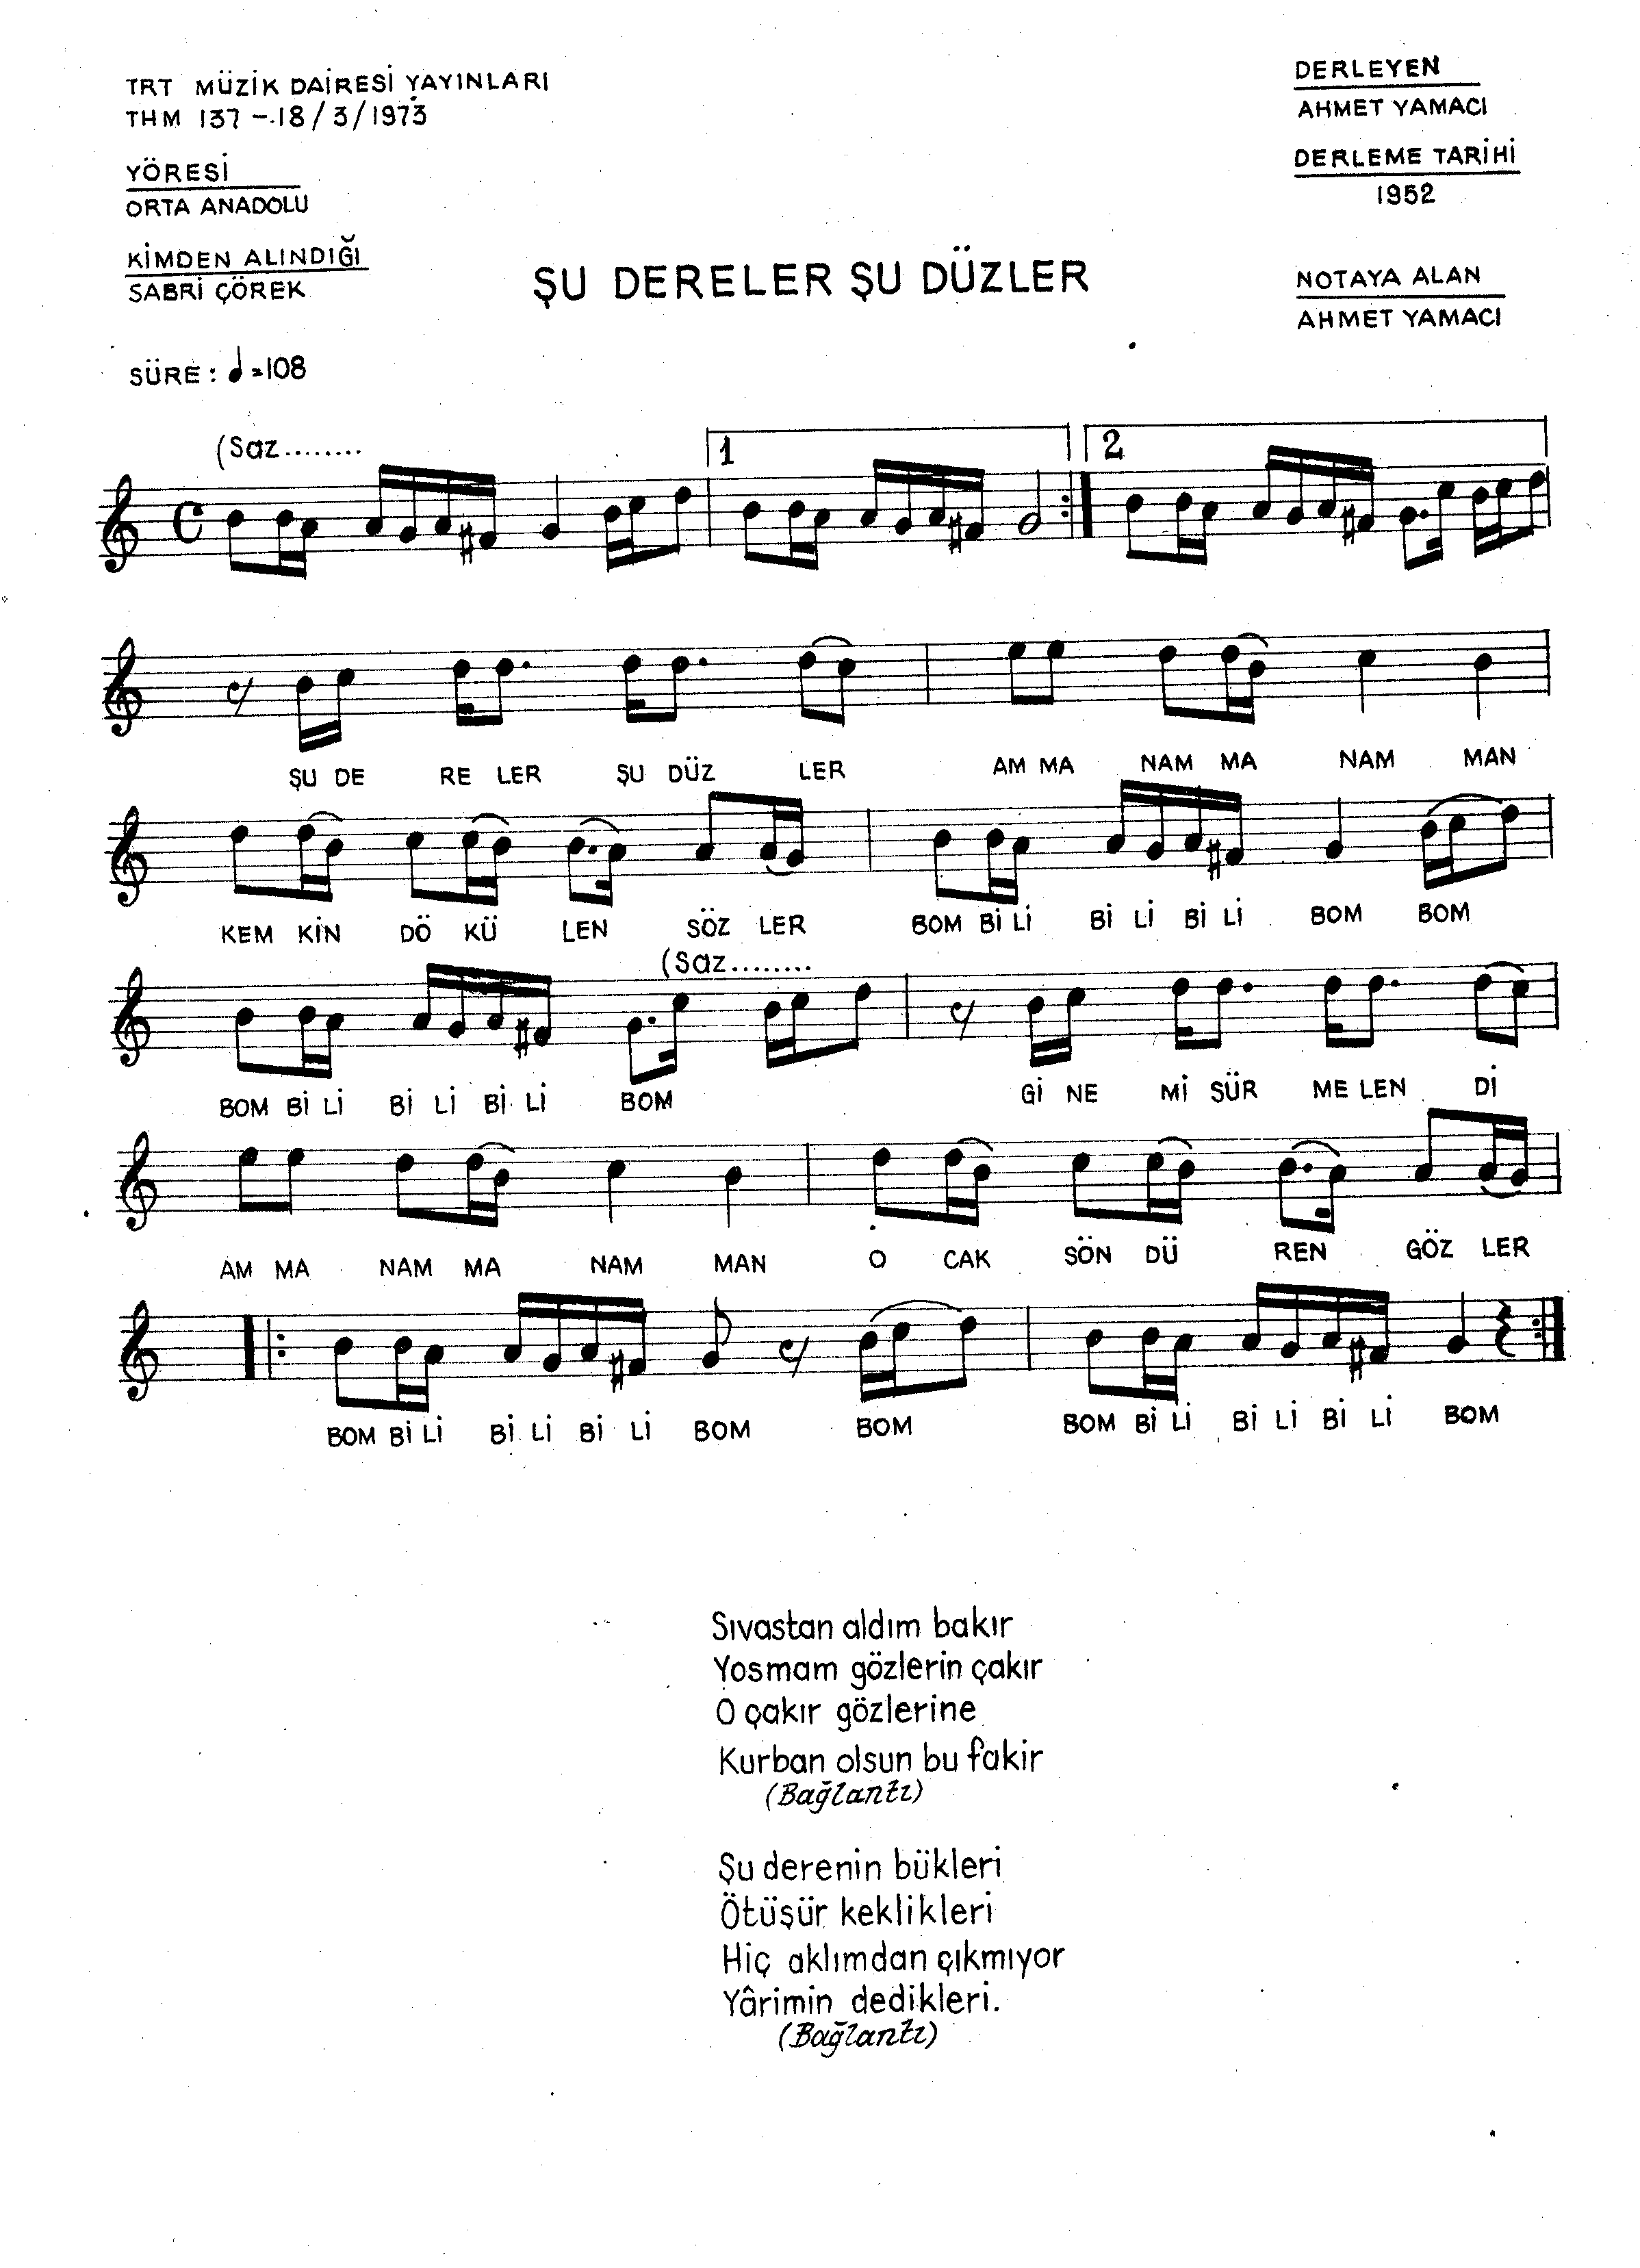 TRT MÜZİK DAİRESİ YAYINLARI
THM 137 - 18/3/1973
YÖRESİ
ORTA ANADOLU
KİMDEN ALINDIĞI
SABRİ ÇÖREK
SÜRE : ♩=108
DERLEYEN
AHMET YAMACI
DERLEME TARİHİ
1952
NOTAYA ALAN
AHMET YAMACI
ŞU DERELER ŞU DÜZLER
(Saz........
1
2
ŞU DE RE LER ŞU DÜZ LER AM MA NAM MA NAM MAN
KEM KİN DÖ KÜ LEN SÖZ LER BOM Bİ Lİ Bİ Lİ Bİ Lİ BOM BOM
(Saz........
BOM Bİ Lİ Bİ Lİ Bİ Lİ BOM Gİ NE Mİ SÜR ME LEN Dİ
AM MA NAM MA NAM MAN O CAK SÖN DÜ REN GÖZ LER
BOM Bİ Lİ Bİ Lİ Bİ Lİ BOM BOM BOM Bİ Lİ Bİ Lİ Bİ Lİ BOM
Sıvastan aldım bakır
Yosmam gözlerin çakır
O çakır gözlerine
Kurban olsun bu fakir
(Bağlantı)
Şu derenin bükleri
Ötüşür keklikleri
Hiç aklımdan çıkmıyor
Yârimin dedikleri.
(Bağlantı)